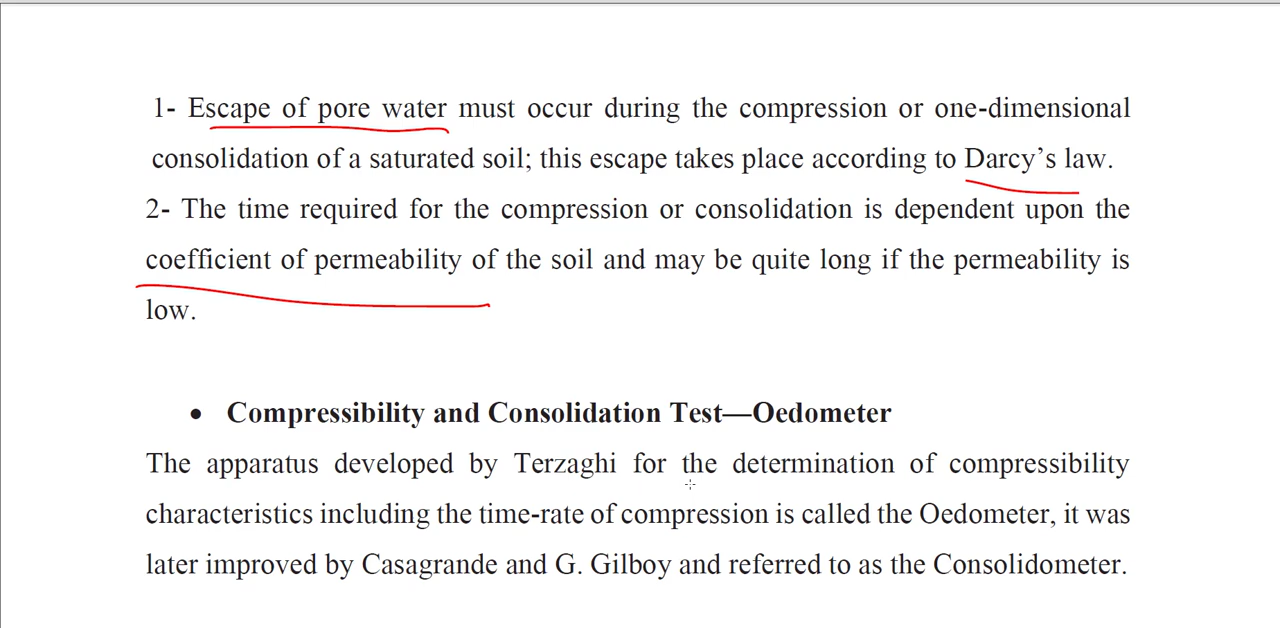 1- Escape of pore water must occur during the compression or one-dimensional
consolidation of a saturated soil; this escape takes place according to Darcy’s law.
2- The time required for the compression or consolidation is dependent upon the
coefficient of permeability of the soil and may be quite long if the permeability is
low.
• Compressibility and Consolidation Test—Oedometer
The apparatus developed by Terzaghi for the determination of compressibility
characteristics including the time-rate of compression is called the Oedometer, it was
later improved by Casagrande and G. Gilboy and referred to as the Consolidometer.